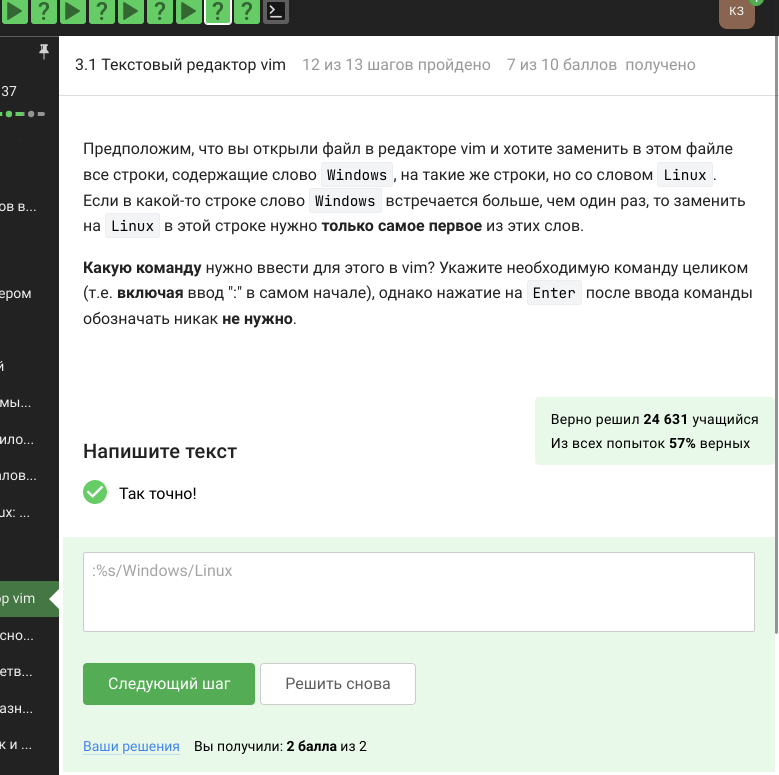 КЗ
3.1 Текстовый редактор vim 12 из 13 шагов пройдено 7 из 10 баллов получено
37
Предположим, что вы открыли файл в редакторе vim и хотите заменить в этом файле
все строки, содержащие слово Windows, на такие же строки, но со словом Linux.
Если в какой-то строке слово Windows встречается больше, чем один раз, то заменить
на Linux в этой строке нужно только самое первое из этих слов.
Какую команду нужно ввести для этого в vim? Укажите необходимую команду целиком
(т.е. включая ввод ":" в самом начале), однако нажатие на Enter после ввода команды
обозначать никак не нужно.
ов в...
ером
й
мы...
ило...
алов...
ux: ...
ор vim
сно...
етв...
азн...
к и ...
Верно решил 24 631 учащийся
Из всех попыток 57% верных
Напишите текст
Так точно!
:%s/Windows/Linux
Следующий шаг Решить снова
Ваши решения Вы получили: 2 балла из 2